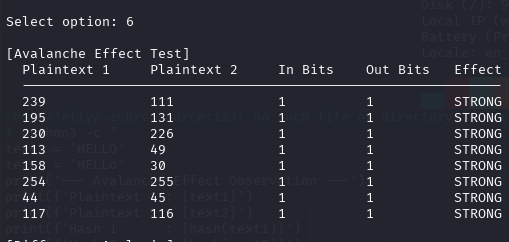 Select option: 6
[Avalanche Effect Test]
Plaintext 1 Plaintext 2 In Bits Out Bits Effect
239 111 1 1 STRONG
195 131 1 1 STRONG
230 226 1 1 STRONG
113 49 1 1 STRONG
158 30 1 1 STRONG
254 255 1 1 STRONG
44 45 1 1 STRONG
117 116 1 1 STRONG